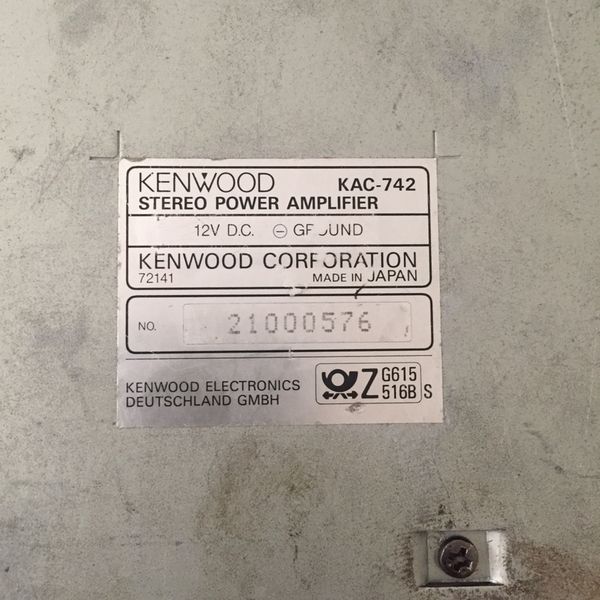 KENWOOD KAC-742
STEREO POWER AMPLIFIER
12V D.C. ⊖ GROUND
KENWOOD CORPORATION
72141 MADE IN JAPAN
NO. 21000576
KENWOOD ELECTRONICS
DEUTSCHLAND GMBH
Z G615
516B S